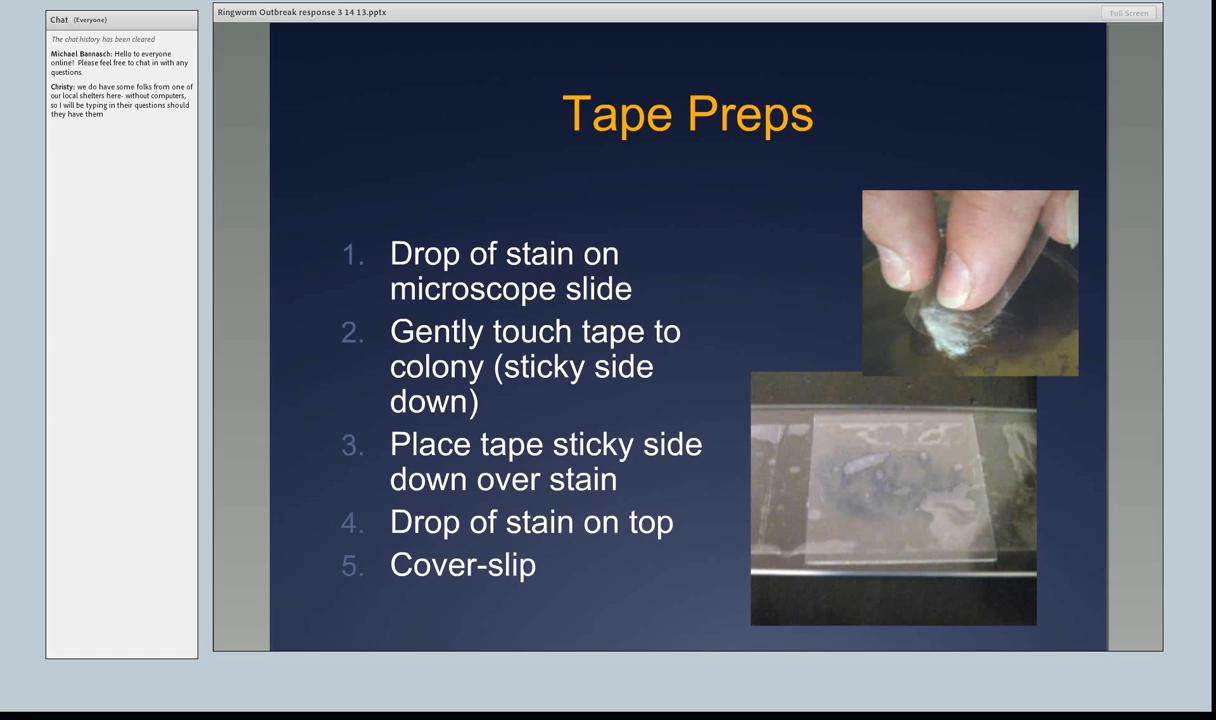 Chat (Everyone)
The chat history has been cleared
Michael Bannasch: Hello to everyone
online! Please feel free to chat in with any
questions.
Christy: we do have some folks from one of
our local shelters here- without computers,
so I will be typing in their questions should
they have them
Ringworm Outbreak response 3 14 13.pptx
Full Screen
Tape Preps
1. Drop of stain on
microscope slide
2. Gently touch tape to
colony (sticky side
down)
3. Place tape sticky side
down over stain
4. Drop of stain on top
5. Cover-slip